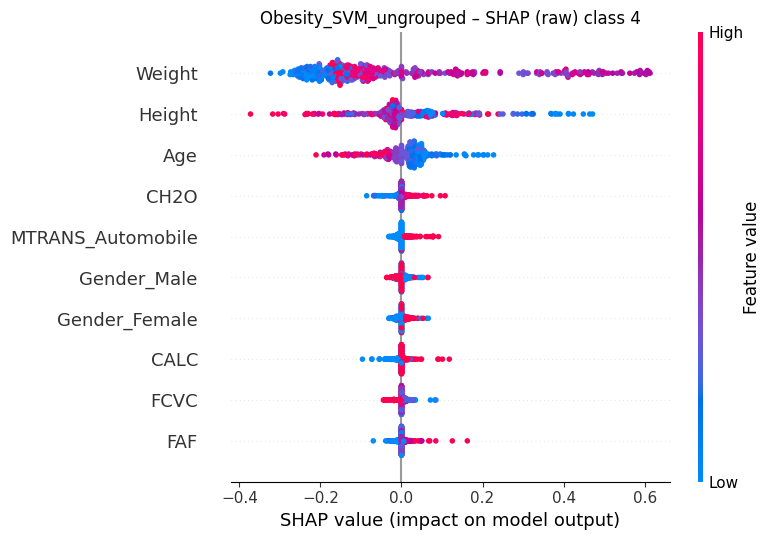 Obesity_SVM_ungrouped – SHAP (raw) class 4
High
Weight
Height
Age
CH2O
MTRANS_Automobile
Gender_Male
Gender_Female
CALC
FCVC
FAF
Feature value
Low
−0.4 −0.2 0.0 0.2 0.4 0.6
SHAP value (impact on model output)